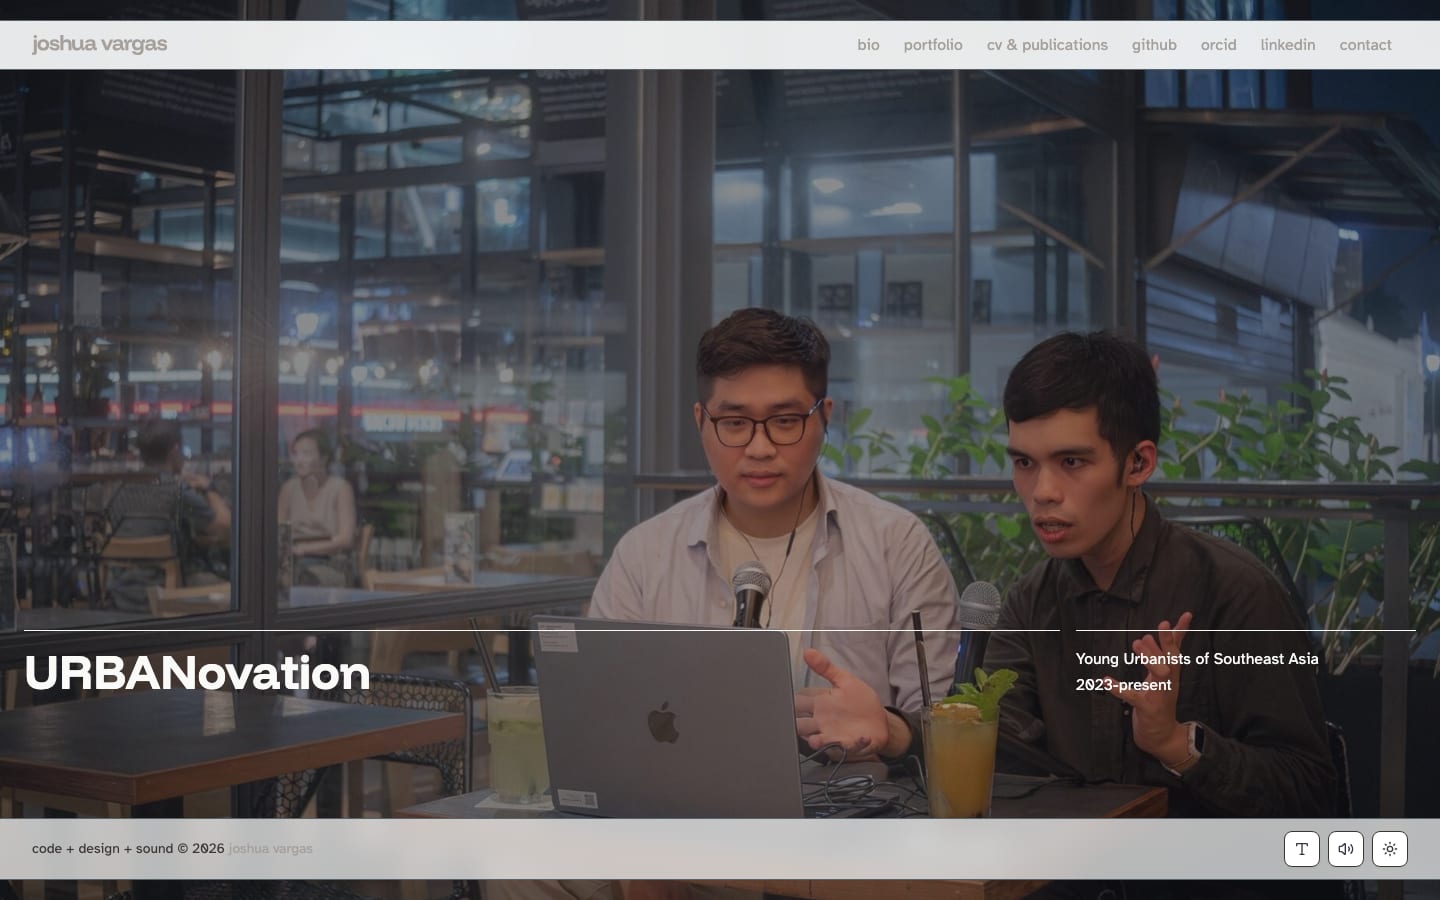 joshua vargas
bio portfolio cv & publications github orcid linkedin contact
URBANovation
Young Urbanists of Southeast Asia
2023-present
code + design + sound © 2026 joshua vargas
T